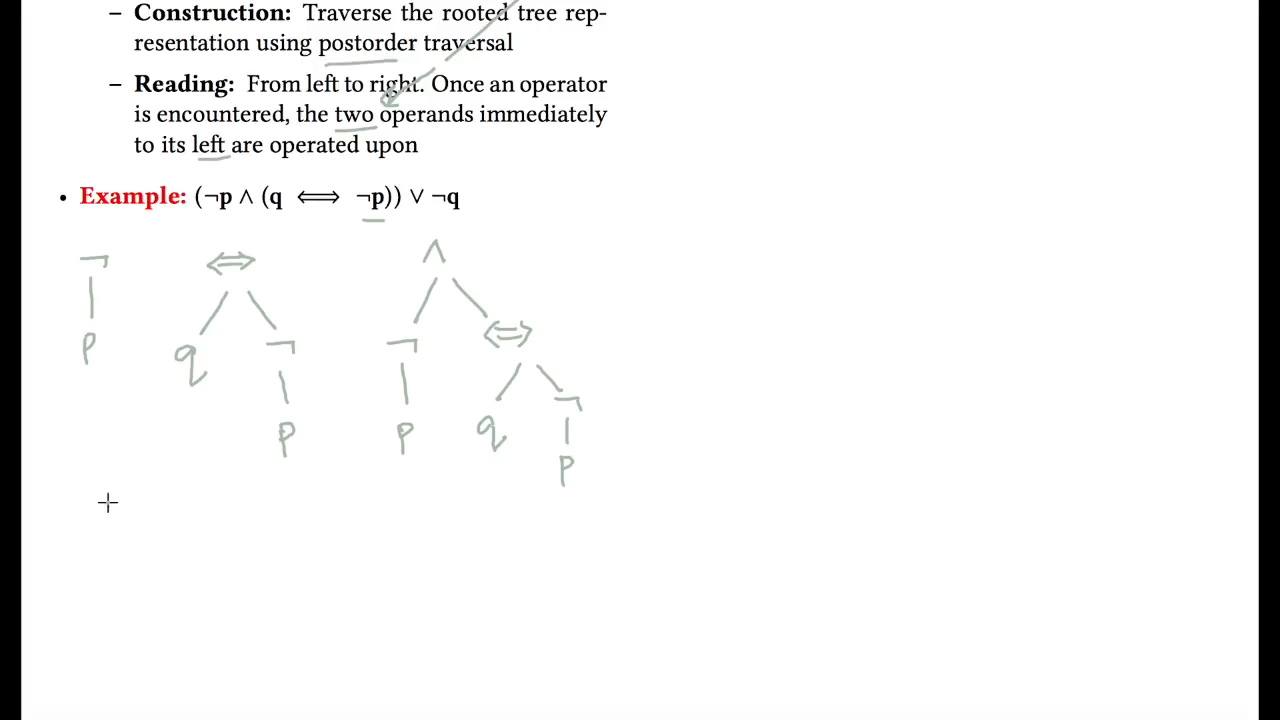 – Construction: Traverse the rooted tree rep-
resentation using postorder traversal
– Reading: From left to right. Once an operator
is encountered, the two operands immediately
to its left are operated upon
• Example: (¬p ∧ (q ⟺ ¬p)) ∨ ¬q
¬ ⇔ ∧
p q ¬ ¬ ⇔
p p q ¬
p